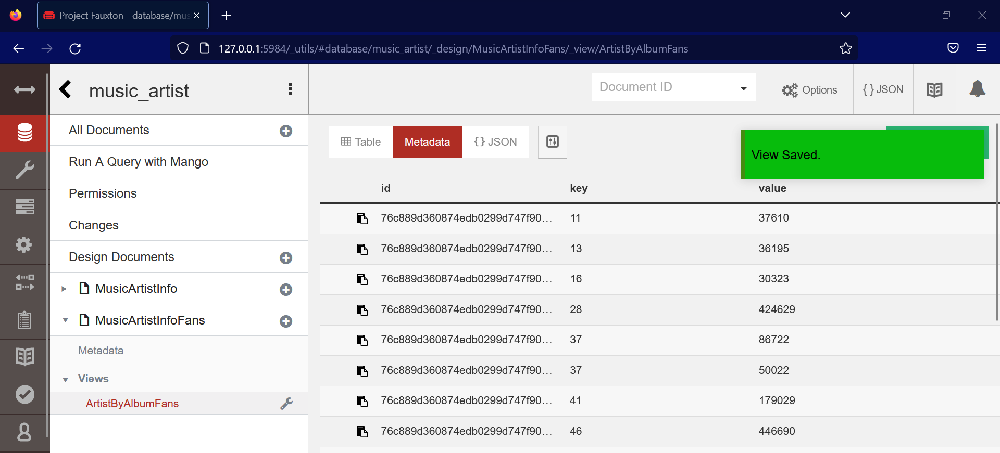 Project Fauxton - database/mus
127.0.0.1:5984/_utils/#database/music_artist/_design/MusicArtistInfoFans/_view/ArtistByAlbumFans
music_artist
Document ID
Options
{ } JSON
All Documents
Run A Query with Mango
Permissions
Changes
Design Documents
MusicArtistInfo
MusicArtistInfoFans
Metadata
Views
ArtistByAlbumFans
Table
Metadata
{ } JSON
View Saved.
id key value
76c889d360874edb0299d747f90... 11 37610
76c889d360874edb0299d747f90... 13 36195
76c889d360874edb0299d747f90... 16 30323
76c889d360874edb0299d747f90... 28 424629
76c889d360874edb0299d747f90... 37 86722
76c889d360874edb0299d747f90... 37 50022
76c889d360874edb0299d747f90... 41 179029
76c889d360874edb0299d747f90... 46 446690